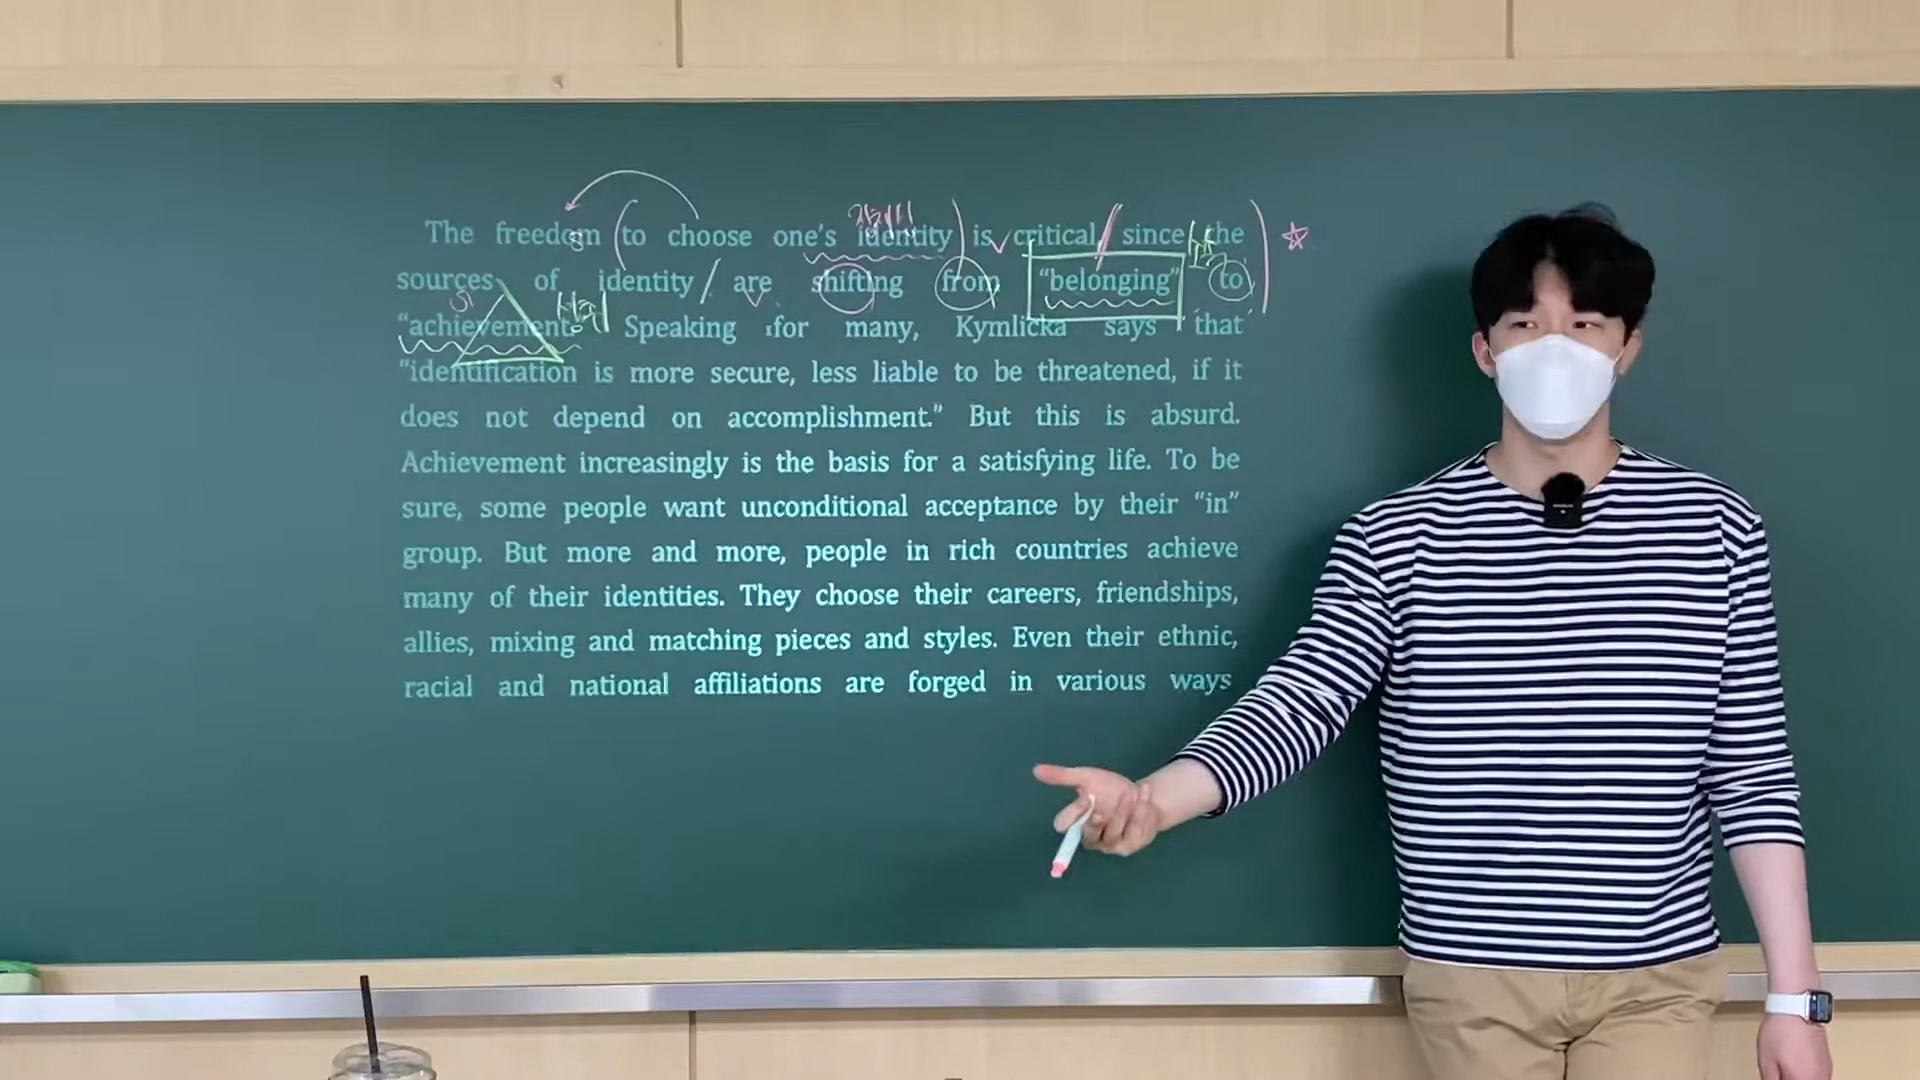 The freedom to choose one's identity is critical, since the
sources of identity are shifting from “belonging” to
“achievement.” Speaking for many, Kymlicka says that
“identification is more secure, less liable to be threatened, if it
does not depend on accomplishment.” But this is absurd.
Achievement increasingly is the basis for a satisfying life. To be
sure, some people want unconditional acceptance by their “in”
group. But more and more, people in rich countries achieve
many of their identities. They choose their careers, friendships,
allies, mixing and matching pieces and styles. Even their ethnic,
racial and national affiliations are forged in various ways